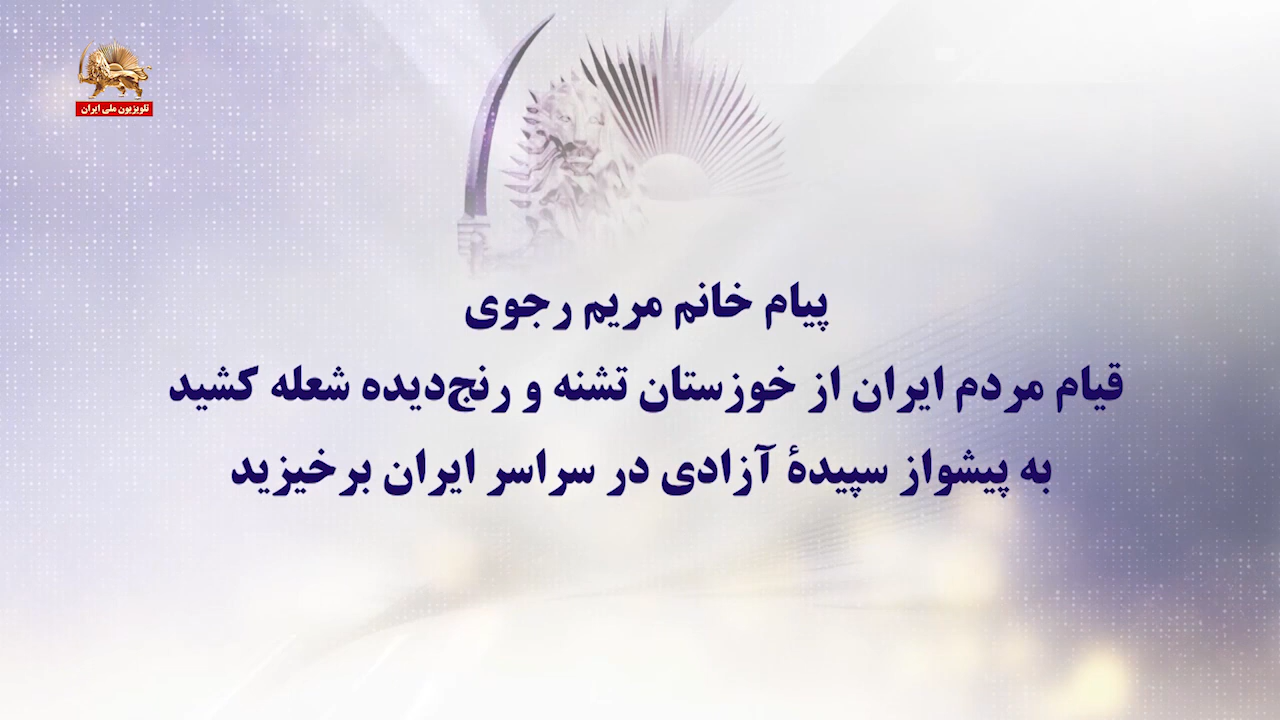 تلویزیون ملی ایران
پیام خانم مریم رجوی
قیام مردم ایران از خوزستان تشنه و رنج‌دیده شعله کشید
به پیشواز سپیدهٔ آزادی در سراسر ایران برخیزید